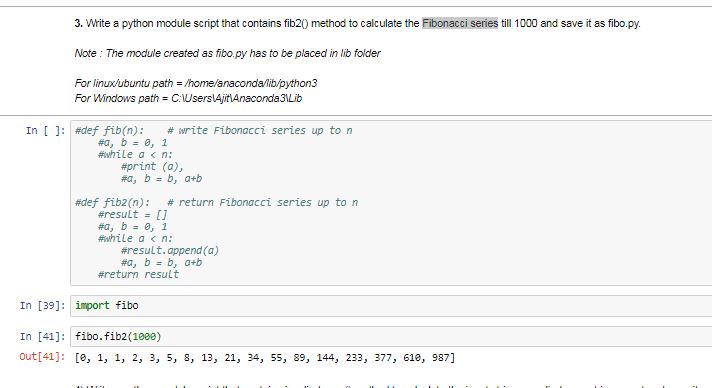 3. Write a python module script that contains fib2() method to calculate the Fibonacci series till 1000 and save it as fibo.py.
Note : The module created as fibo.py has to be placed in lib folder
For linux/ubuntu path = /home/anaconda/lib/python3
For Windows path = C:\Users\Ajit\Anaconda3\Lib
In [ ]: #def fib(n):    # write Fibonacci series up to n
#a, b = 0, 1
#while a < n:
#print (a),
#a, b = b, a+b
#def fib2(n):   # return Fibonacci series up to n
#result = []
#a, b = 0, 1
#while a < n:
#result.append(a)
#a, b = b, a+b
#return result
In [39]: import fibo
In [41]: fibo.fib2(1000)
Out[41]: [0, 1, 1, 2, 3, 5, 8, 13, 21, 34, 55, 89, 144, 233, 377, 610, 987]